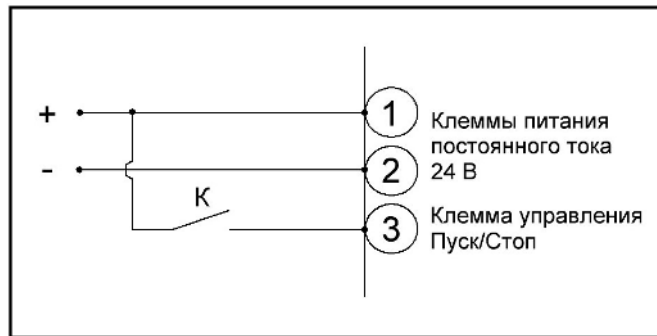 +
1
Клеммы питания
постоянного тока
24 В
-
2
К
3
Клемма управления
Пуск/Стоп